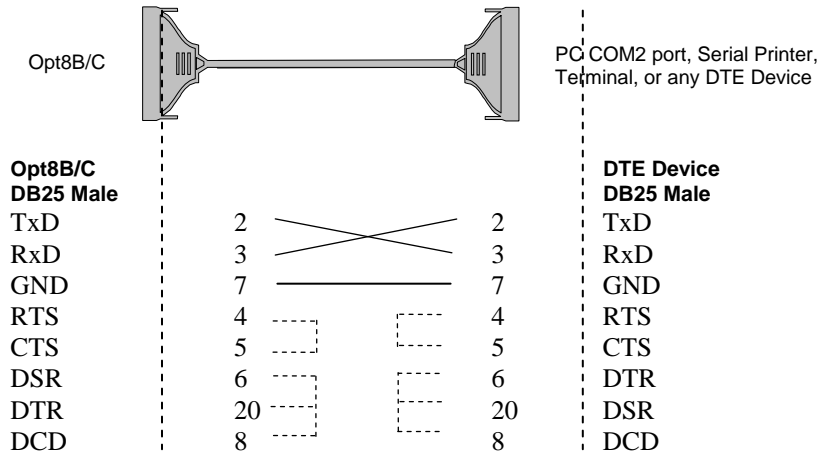 Opt8B/C PC COM2 port, Serial Printer,
Terminal, or any DTE Device
Opt8B/C DTE Device
DB25 Male DB25 Male
TxD 2 2 TxD
RxD 3 3 RxD
GND 7 7 GND
RTS 4 4 RTS
CTS 5 5 CTS
DSR 6 6 DTR
DTR 20 20 DSR
DCD 8 8 DCD